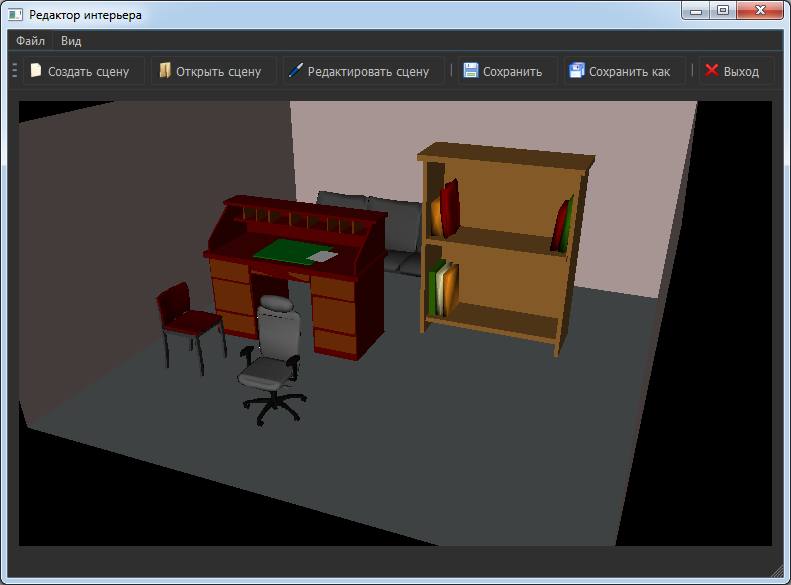 Редактор интерьера
Файл Вид
Создать сцену Открыть сцену Редактировать сцену Сохранить Сохранить как Выход